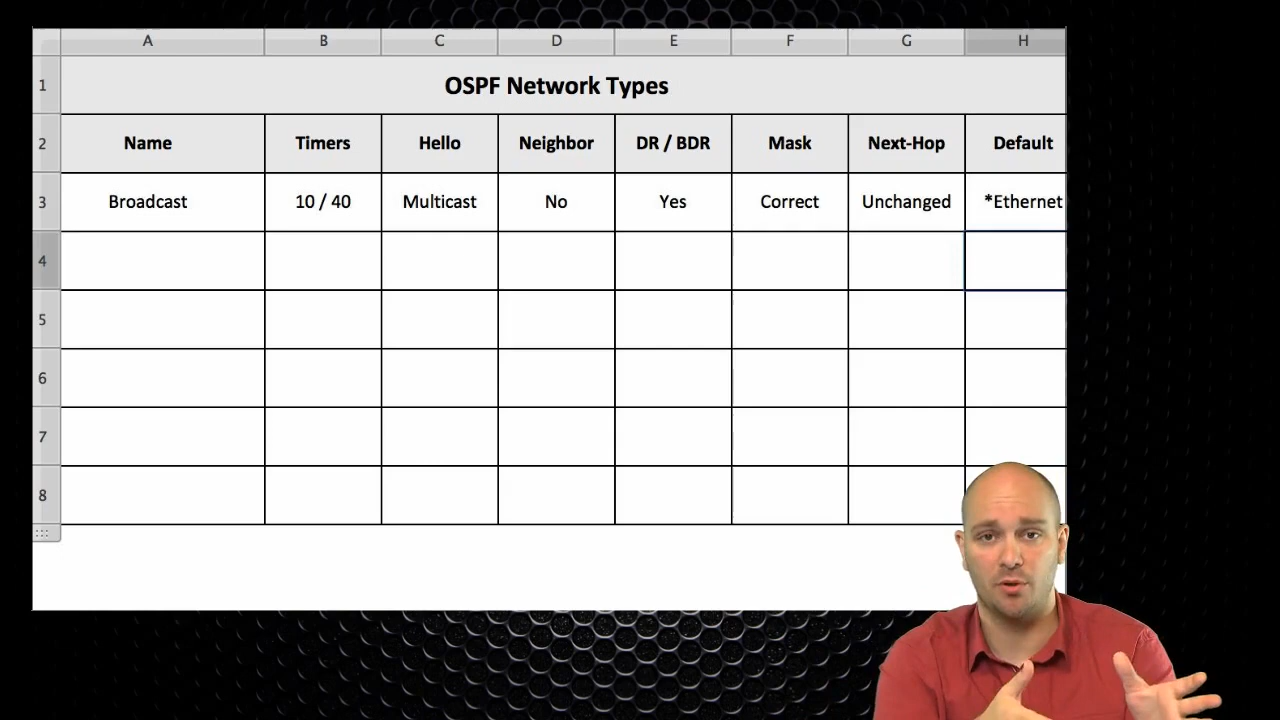 A B C D E F G H
1 OSPF Network Types
2 Name Timers Hello Neighbor DR / BDR Mask Next-Hop Default
3 Broadcast 10 / 40 Multicast No Yes Correct Unchanged *Ethernet
4
5
6
7
8